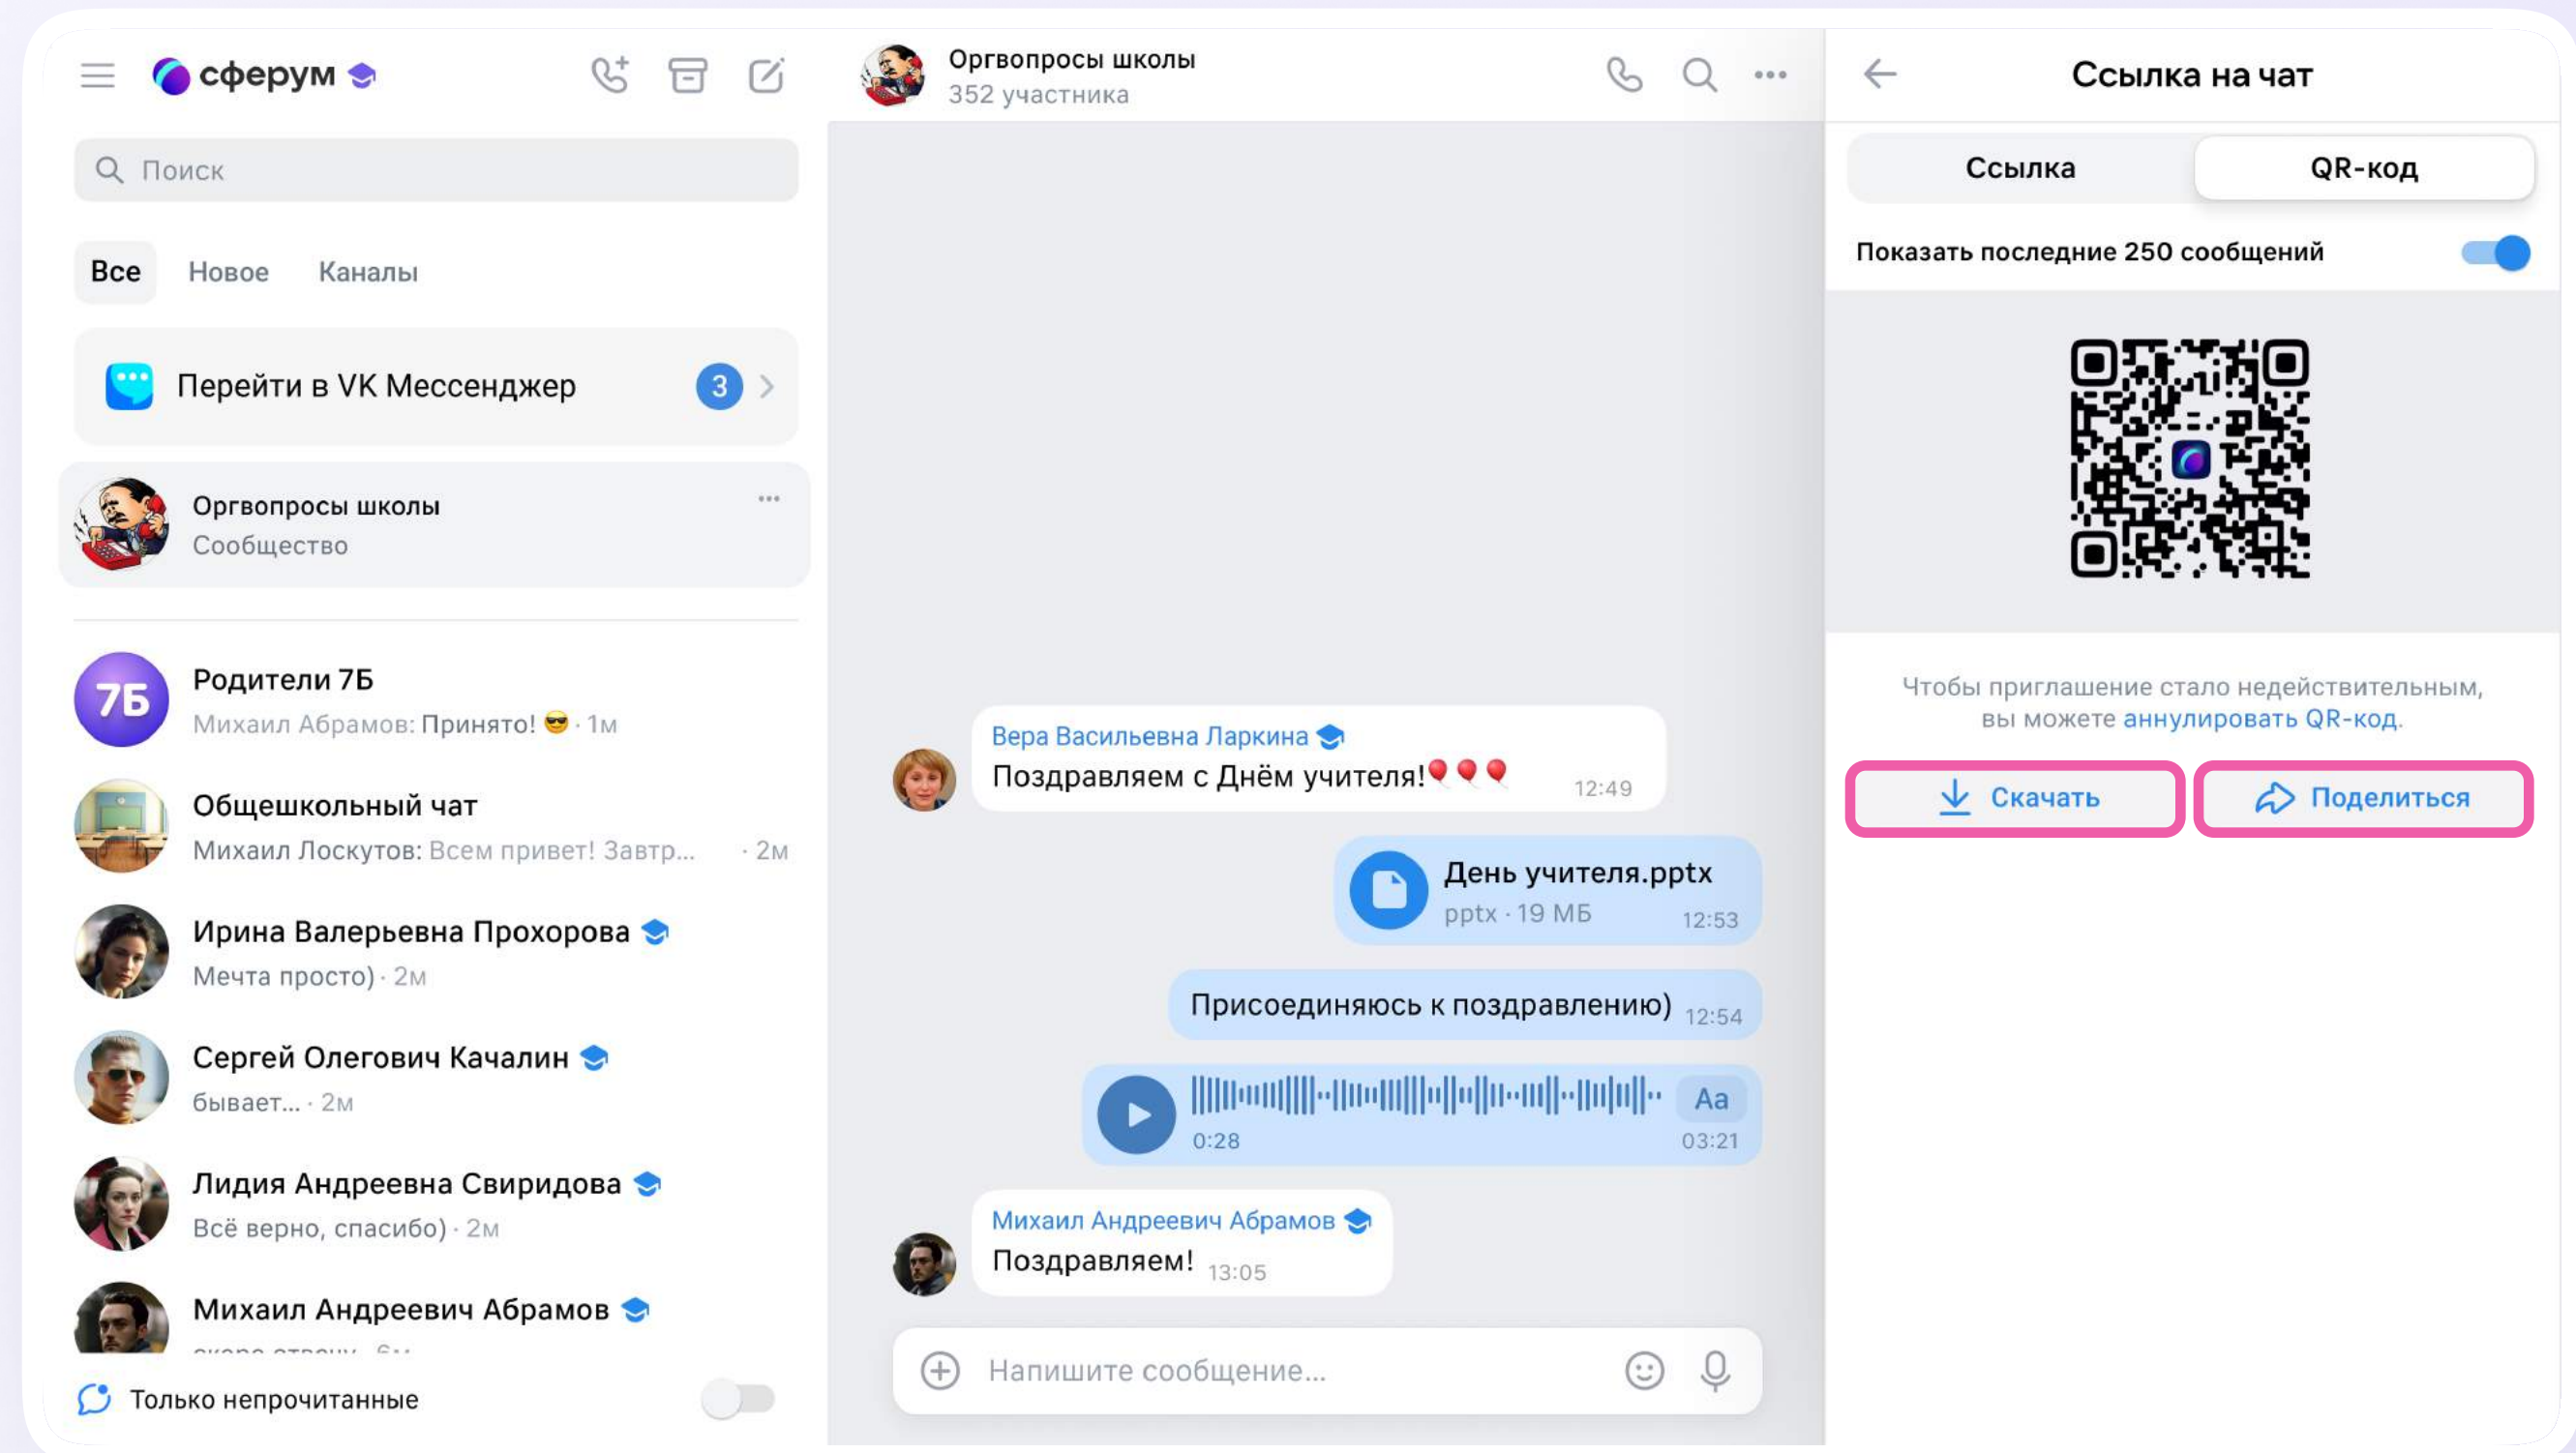 сферум
Поиск
Все Новое Каналы
Перейти в VK Мессенджер 3
Оргвопросы школы
Сообщество
7Б
Родители 7Б
Михаил Абрамов: Принято! 😎 · 1м
Общешкольный чат
Михаил Лоскутов: Всем привет! Завтр... · 2м
Ирина Валерьевна Прохорова
Мечта просто) · 2м
Сергей Олегович Качалин
бывает... · 2м
Лидия Андреевна Свиридова
Всё верно, спасибо) · 2м
Михаил Андреевич Абрамов
Только непрочитанные
Оргвопросы школы
352 участника
Вера Васильевна Ларкина
Поздравляем с Днём учителя!🎈🎈🎈 12:49
День учителя.pptx
pptx · 19 МБ 12:53
Присоединяюсь к поздравлению) 12:54
Aa
0:28 03:21
Михаил Андреевич Абрамов
Поздравляем! 13:05
Напишите сообщение...
Ссылка на чат
Ссылка QR-код
Показать последние 250 сообщений
Чтобы приглашение стало недействительным,
вы можете аннулировать QR-код.
Скачать Поделиться